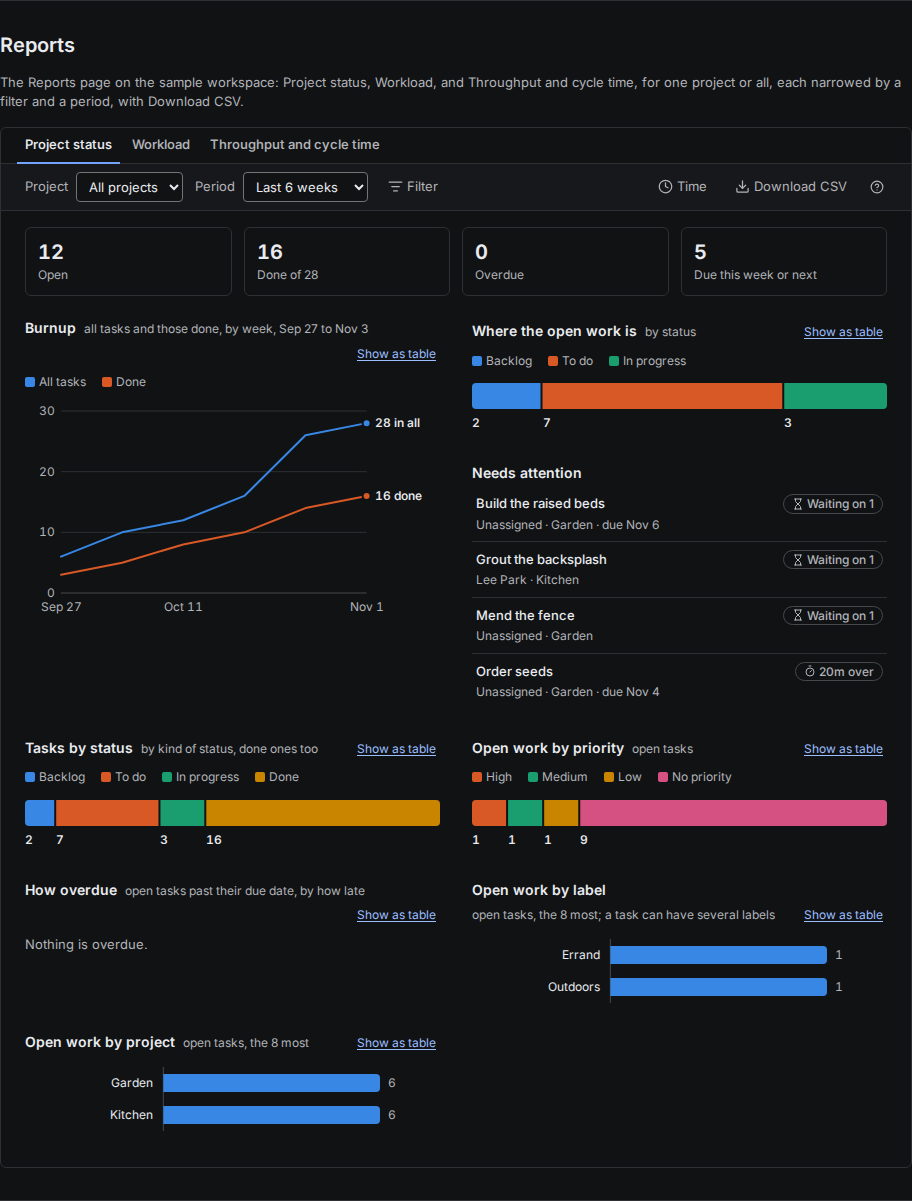 Reports
The Reports page on the sample workspace: Project status, Workload, and Throughput and cycle time, for one project or all, each narrowed by a
filter and a period, with Download CSV.
Project status Workload Throughput and cycle time
Project All projects Period Last 6 weeks Filter Time Download CSV
12
Open
16
Done of 28
0
Overdue
5
Due this week or next
Burnup all tasks and those done, by week, Sep 27 to Nov 3
Show as table
All tasks Done
30
20
10
0
28 in all
16 done
Sep 27 Oct 11 Nov 1
Where the open work is by status Show as table
Backlog To do In progress
2 7 3
Needs attention
Build the raised beds Waiting on 1
Unassigned · Garden · due Nov 6
Grout the backsplash Waiting on 1
Lee Park · Kitchen
Mend the fence Waiting on 1
Unassigned · Garden
Order seeds 20m over
Unassigned · Garden · due Nov 4
Tasks by status by kind of status, done ones too Show as table
Backlog To do In progress Done
2 7 3 16
Open work by priority open tasks Show as table
High Medium Low No priority
1 1 1 9
How overdue open tasks past their due date, by how late
Show as table
Nothing is overdue.
Open work by label
open tasks, the 8 most; a task can have several labels Show as table
Errand 1
Outdoors 1
Open work by project open tasks, the 8 most Show as table
Garden 6
Kitchen 6